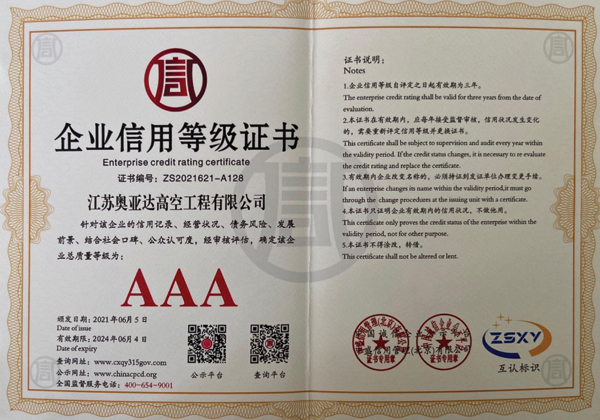 信
企业信用等级证书
Enterprise credit rating certificate
证书编号：ZS2021621-A128
江苏奥亚达高空工程有限公司
针对该企业的信用记录、经营状况、债务风险、发展
前景、结合社会口碑、公众认可度，经审核评估，确定该企
业总质量等级为：
AAA
颁发日期：2021年06月5日
Date of issue
有效日期：2024年06月4日
Date of expiry
查询网址：www.cxqy315gov.com
公示网址：www.chinacpcd.org
全国监督服务电话：400-654-9001
公示平台
查询平台
证书说明：
Notes
1.企业信用等级自评定之日起有效期为三年。
The enterprise credit rating shall be valid for three years from the date of
evaluation.
2.本证书在有效期内，应每年接受监督审核，信用状况发生变化
的，需要重新评定信用等级并更换证书。
This certificate shall be subject to supervision and audit every year within
the validity period. If the credit status changes, it is necessary to re evaluate
the credit rating and replace the certificate.
3.有效期内企业改变名称的，必须持证到发证单位办理变更手续。
If an enterprise changes its name within the validity period,it must go
through the change procedures at the issuing unit with a certificate.
4.本证书只证明企业有效期内的信用状况，不做他用。
This certificate only proves the credit status of the enterprise within the
validity period, not for other purpose.
5.本证书不得涂改，转借。
This certificate shall not be altered or lent.
证书专用章
证书专用章
ZSXY
互认标识